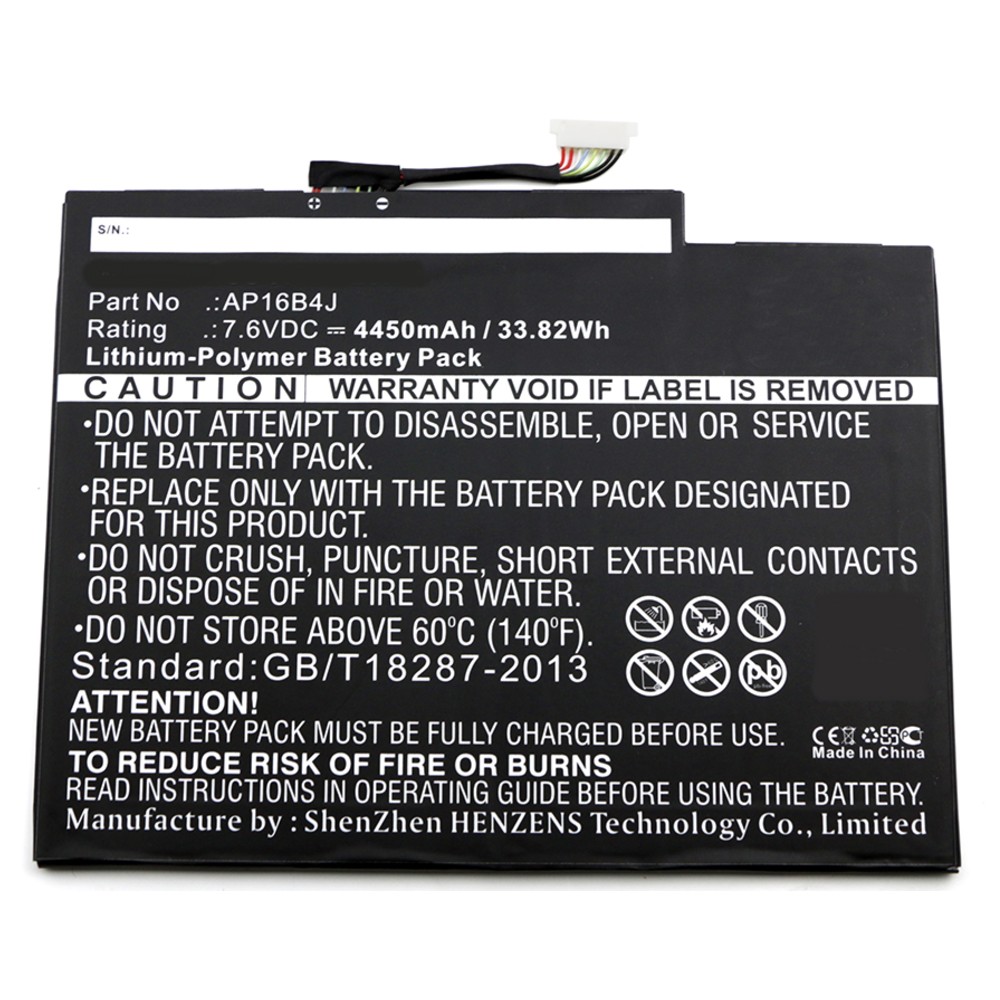 S/N.:
Part No .:AP16B4J
Rating .:7.6VDC ⎓ 4450mAh / 33.82Wh
Lithium-Polymer Battery Pack
CAUTION WARRANTY VOID IF LABEL IS REMOVED
•DO NOT ATTEMPT TO DISASSEMBLE, OPEN OR SERVICE
THE BATTERY PACK.
•REPLACE ONLY WITH THE BATTERY PACK DESIGNATED
FOR THIS PRODUCT.
•DO NOT CRUSH, PUNCTURE, SHORT EXTERNAL CONTACTS
OR DISPOSE OF IN FIRE OR WATER.
•DO NOT STORE ABOVE 60°C (140°F).
Standard:GB/T18287-2013
Pb
ATTENTION!
NEW BATTERY PACK MUST BE FULLY CHARGED BEFORE USE.
TO REDUCE RISK OF FIRE OR BURNS
READ INSTRUCTIONS IN OPERATING GUIDE BEFORE USING THE BATTERY.
CE
Made In China
Manufacture by : ShenZhen HENZENS Technology Co., Limited